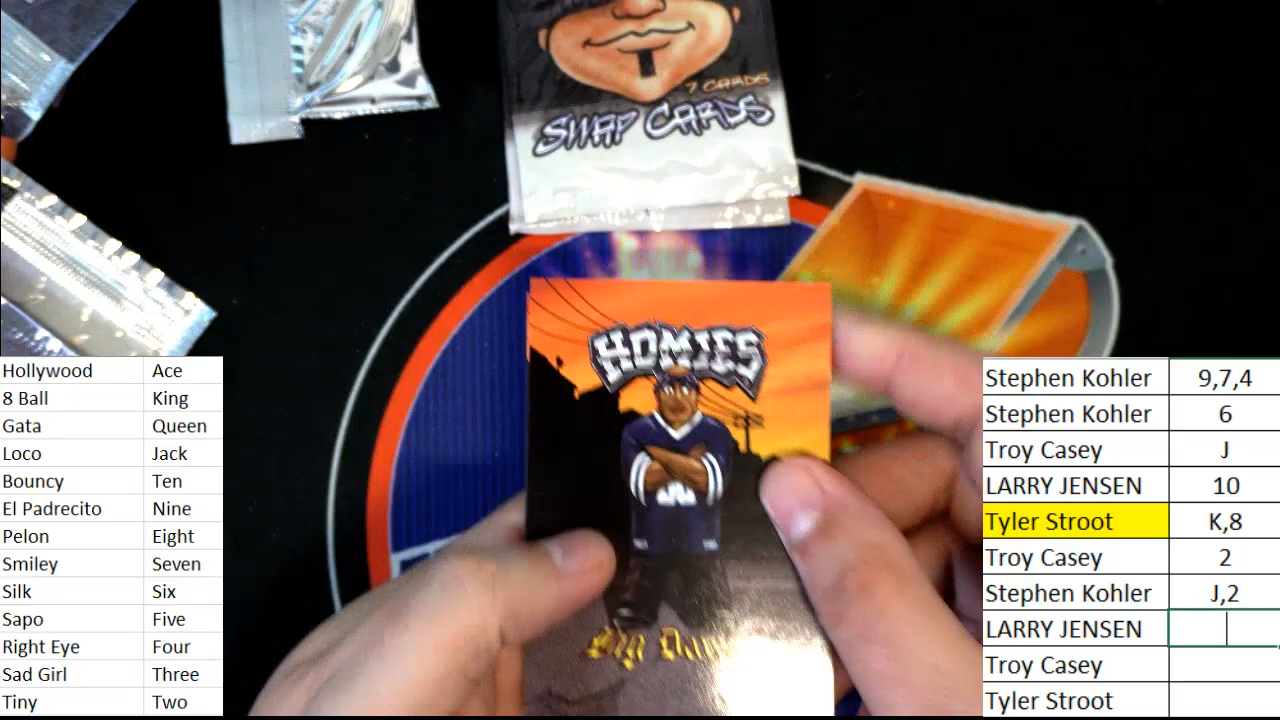 7 CARDS
SWAP CARDS
HOMIES
Big
Hollywood Ace
8 Ball King
Gata Queen
Loco Jack
Bouncy Ten
El Padrecito Nine
Pelon Eight
Smiley Seven
Silk Six
Sapo Five
Right Eye Four
Sad Girl Three
Tiny Two
Stephen Kohler 9,7,4
Stephen Kohler 6
Troy Casey J
LARRY JENSEN 10
Tyler Stroot K,8
Troy Casey 2
Stephen Kohler J,2
LARRY JENSEN
Troy Casey
Tyler Stroot